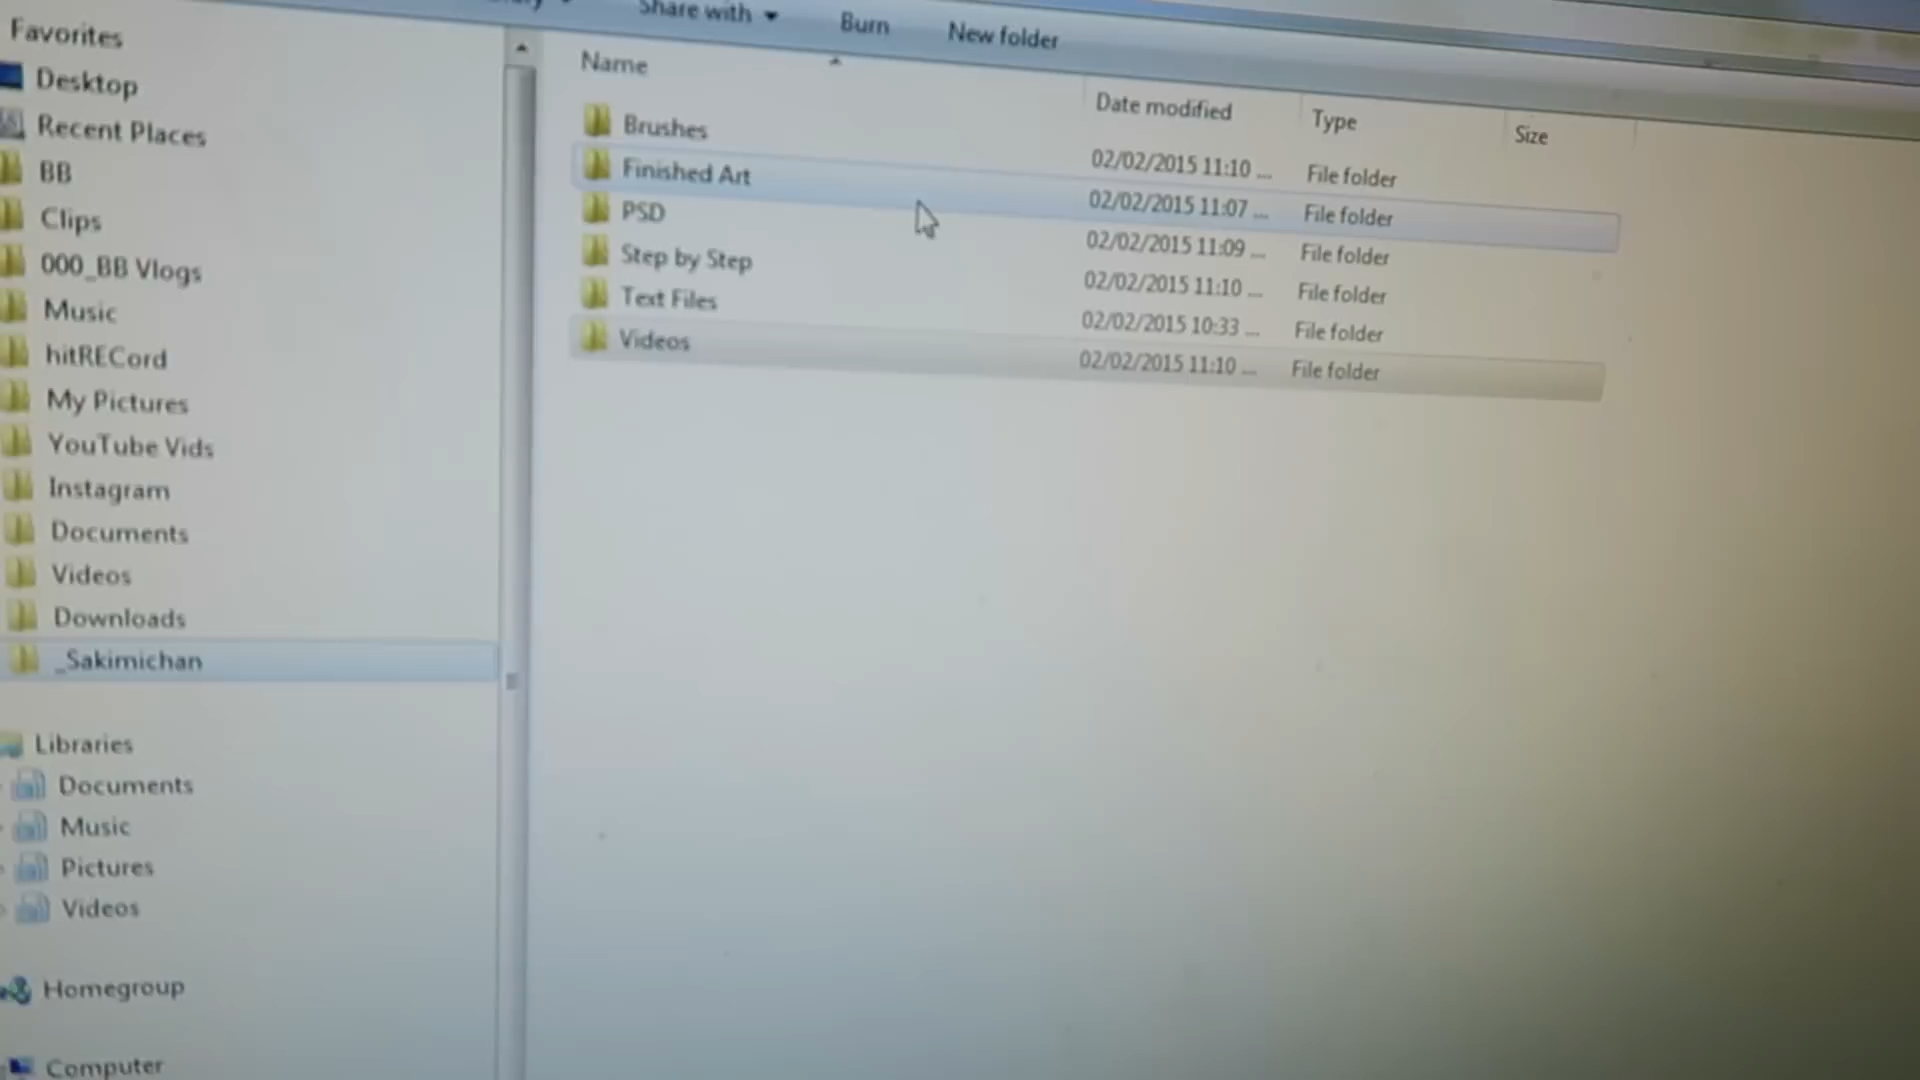 Share with
Burn
New folder
Favorites
Desktop
Recent Places
BB
Clips
000_BB Vlogs
Music
hitRECord
My Pictures
YouTube Vids
Instagram
Documents
Videos
Downloads
_Sakimichan
Libraries
Documents
Music
Pictures
Videos
Homegroup
Computer
Name Date modified Type Size
Brushes 02/02/2015 11:10 ... File folder
Finished Art 02/02/2015 11:07 ... File folder
PSD 02/02/2015 11:09 ... File folder
Step by Step 02/02/2015 11:10 ... File folder
Text Files 02/02/2015 10:33 ... File folder
Videos 02/02/2015 11:10 ... File folder